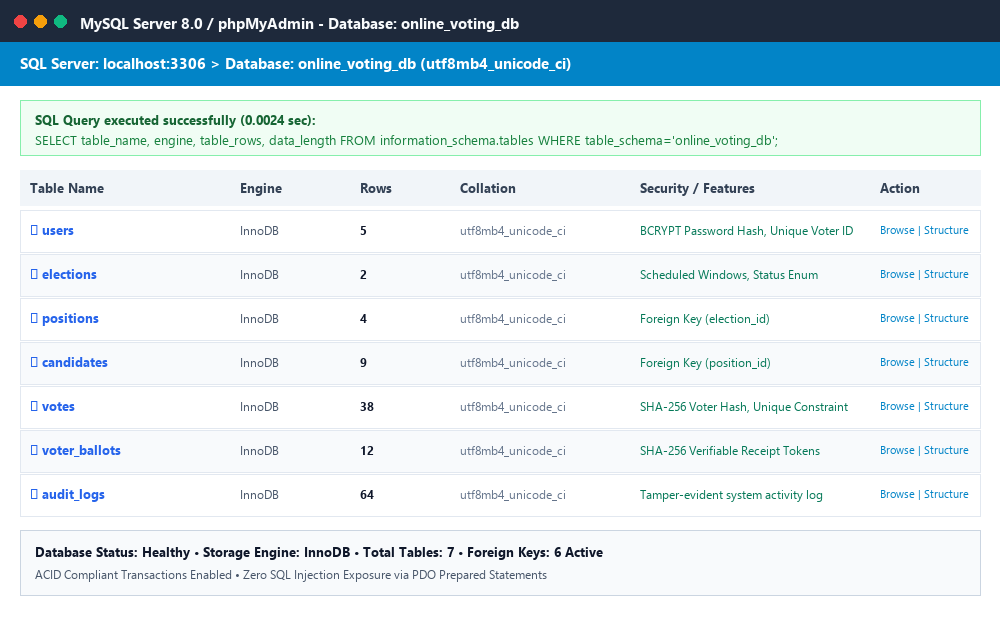 MySQL Server 8.0 / phpMyAdmin - Database: online_voting_db
SQL Server: localhost:3306 > Database: online_voting_db (utf8mb4_unicode_ci)
SQL Query executed successfully (0.0024 sec):
SELECT table_name, engine, table_rows, data_length FROM information_schema.tables WHERE table_schema='online_voting_db';
Table Name Engine Rows Collation Security / Features Action
users InnoDB 5 utf8mb4_unicode_ci BCRYPT Password Hash, Unique Voter ID Browse | Structure
elections InnoDB 2 utf8mb4_unicode_ci Scheduled Windows, Status Enum Browse | Structure
positions InnoDB 4 utf8mb4_unicode_ci Foreign Key (election_id) Browse | Structure
candidates InnoDB 9 utf8mb4_unicode_ci Foreign Key (position_id) Browse | Structure
votes InnoDB 38 utf8mb4_unicode_ci SHA-256 Voter Hash, Unique Constraint Browse | Structure
voter_ballots InnoDB 12 utf8mb4_unicode_ci SHA-256 Verifiable Receipt Tokens Browse | Structure
audit_logs InnoDB 64 utf8mb4_unicode_ci Tamper-evident system activity log Browse | Structure
Database Status: Healthy • Storage Engine: InnoDB • Total Tables: 7 • Foreign Keys: 6 Active
ACID Compliant Transactions Enabled • Zero SQL Injection Exposure via PDO Prepared Statements